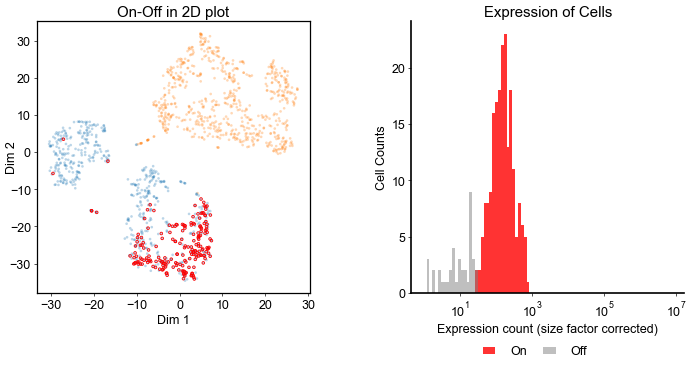 On-Off in 2D plot
Dim 2
30
20
10
0
−10
−20
−30
−30 −20 −10 0 10 20 30
Dim 1
Expression of Cells
Cell Counts
20
15
10
5
0
10^1 10^3 10^5 10^7
Expression count (size factor corrected)
On Off